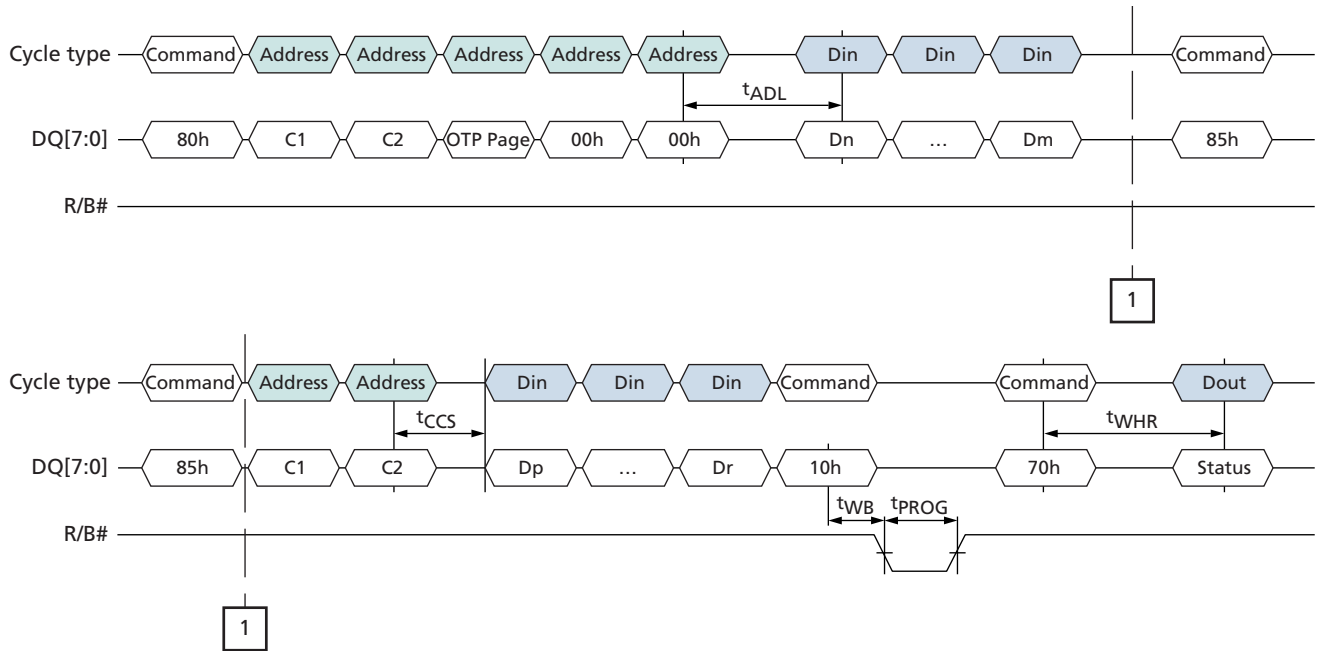 Cycle type Command Address Address Address Address Address Din Din Din Command
tADL
DQ[7:0] 80h C1 C2 OTP Page 00h 00h Dn … Dm 85h
R/B#
1
Cycle type Command Address Address Din Din Din Command Command Dout
tCCS tWHR
DQ[7:0] 85h C1 C2 Dp … Dr 10h 70h Status
tWB tPROG
R/B#
1